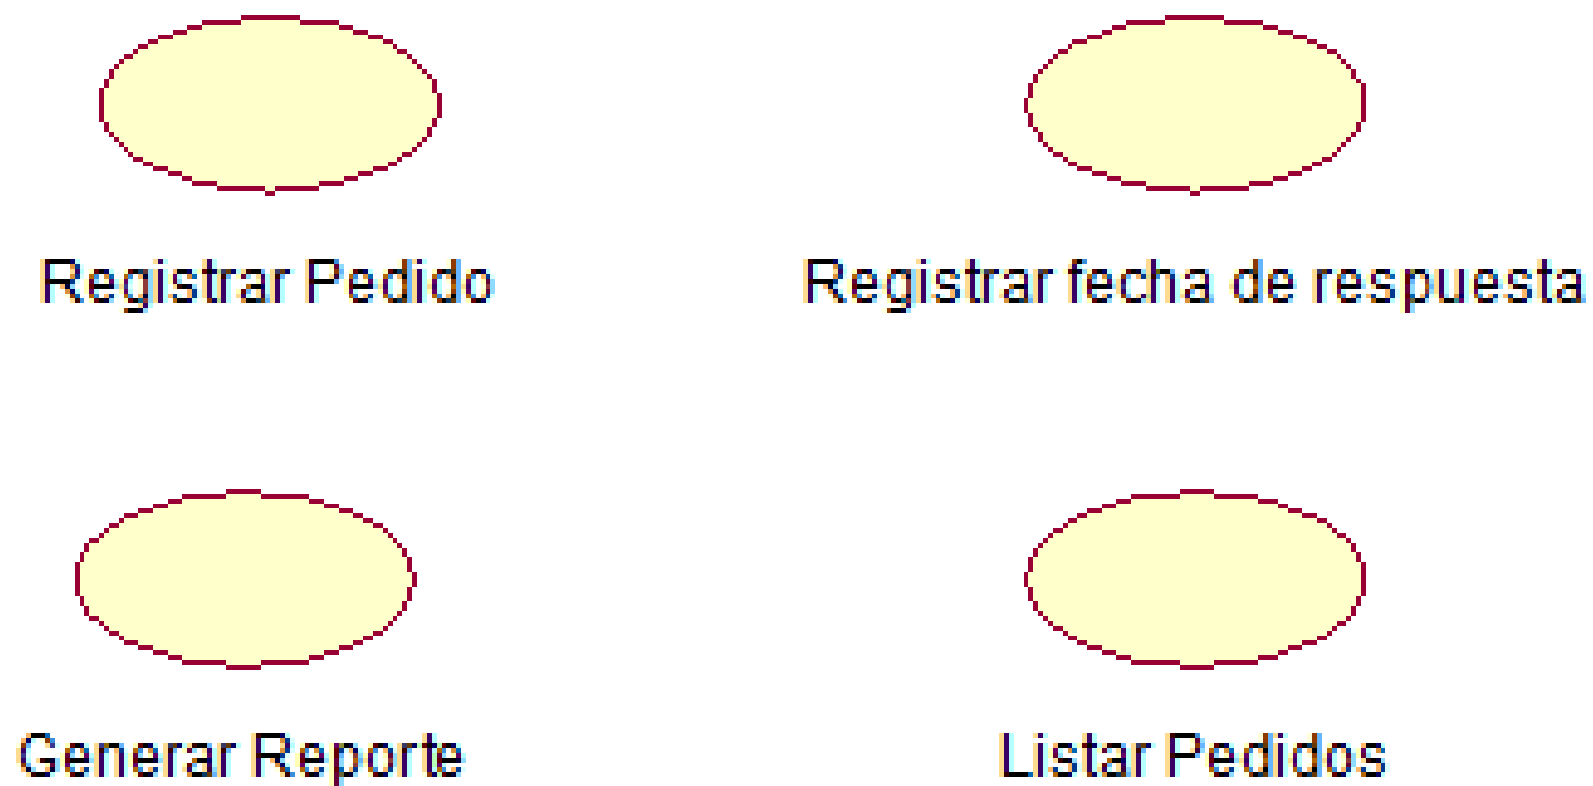 Registrar Pedido
Registrar fecha de respuesta
Generar Reporte
Listar Pedidos